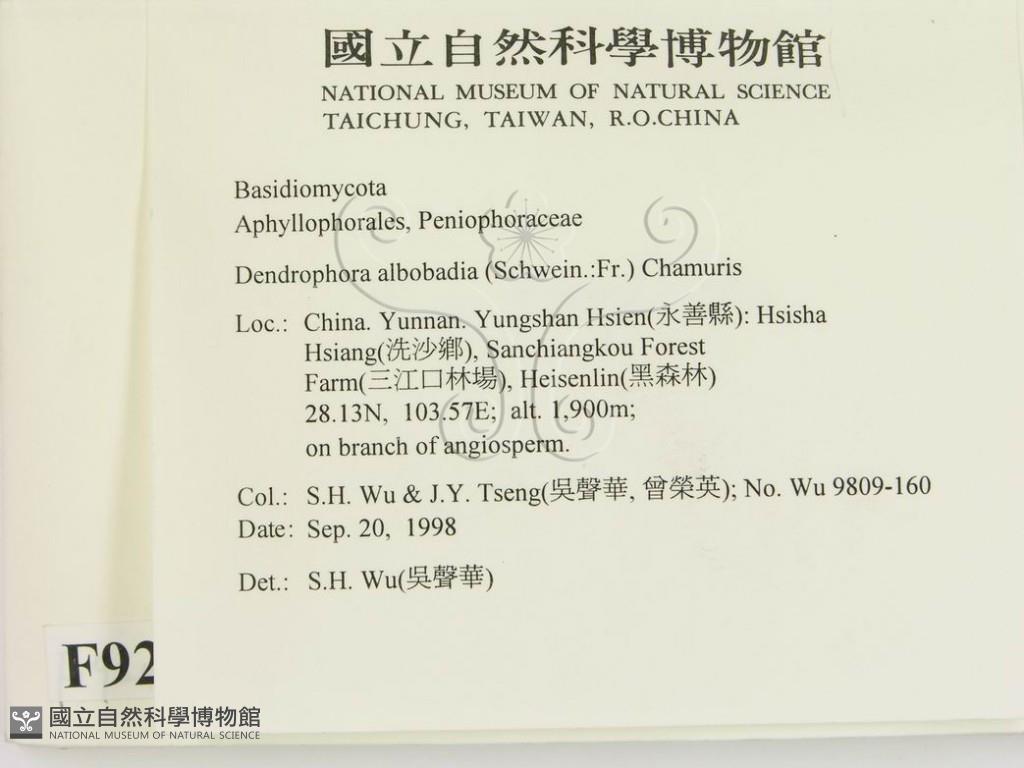 國立自然科學博物館
NATIONAL MUSEUM OF NATURAL SCIENCE
TAICHUNG, TAIWAN, R.O.CHINA
Basidiomycota
Aphyllophorales, Peniophoraceae
Dendrophora albobadia (Schwein.:Fr.) Chamuris
Loc.: China. Yunnan. Yungshan Hsien(永善縣): Hsisha
Hsiang(洗沙鄉), Sanchiangkou Forest
Farm(三江口林場), Heisenlin(黑森林)
28.13N, 103.57E; alt. 1,900m;
on branch of angiosperm.
Col.: S.H. Wu & J.Y. Tseng(吳聲華, 曾榮英); No. Wu 9809-160
Date: Sep. 20, 1998
Det.: S.H. Wu(吳聲華)
F92
國立自然科學博物館
NATIONAL MUSEUM OF NATURAL SCIENCE